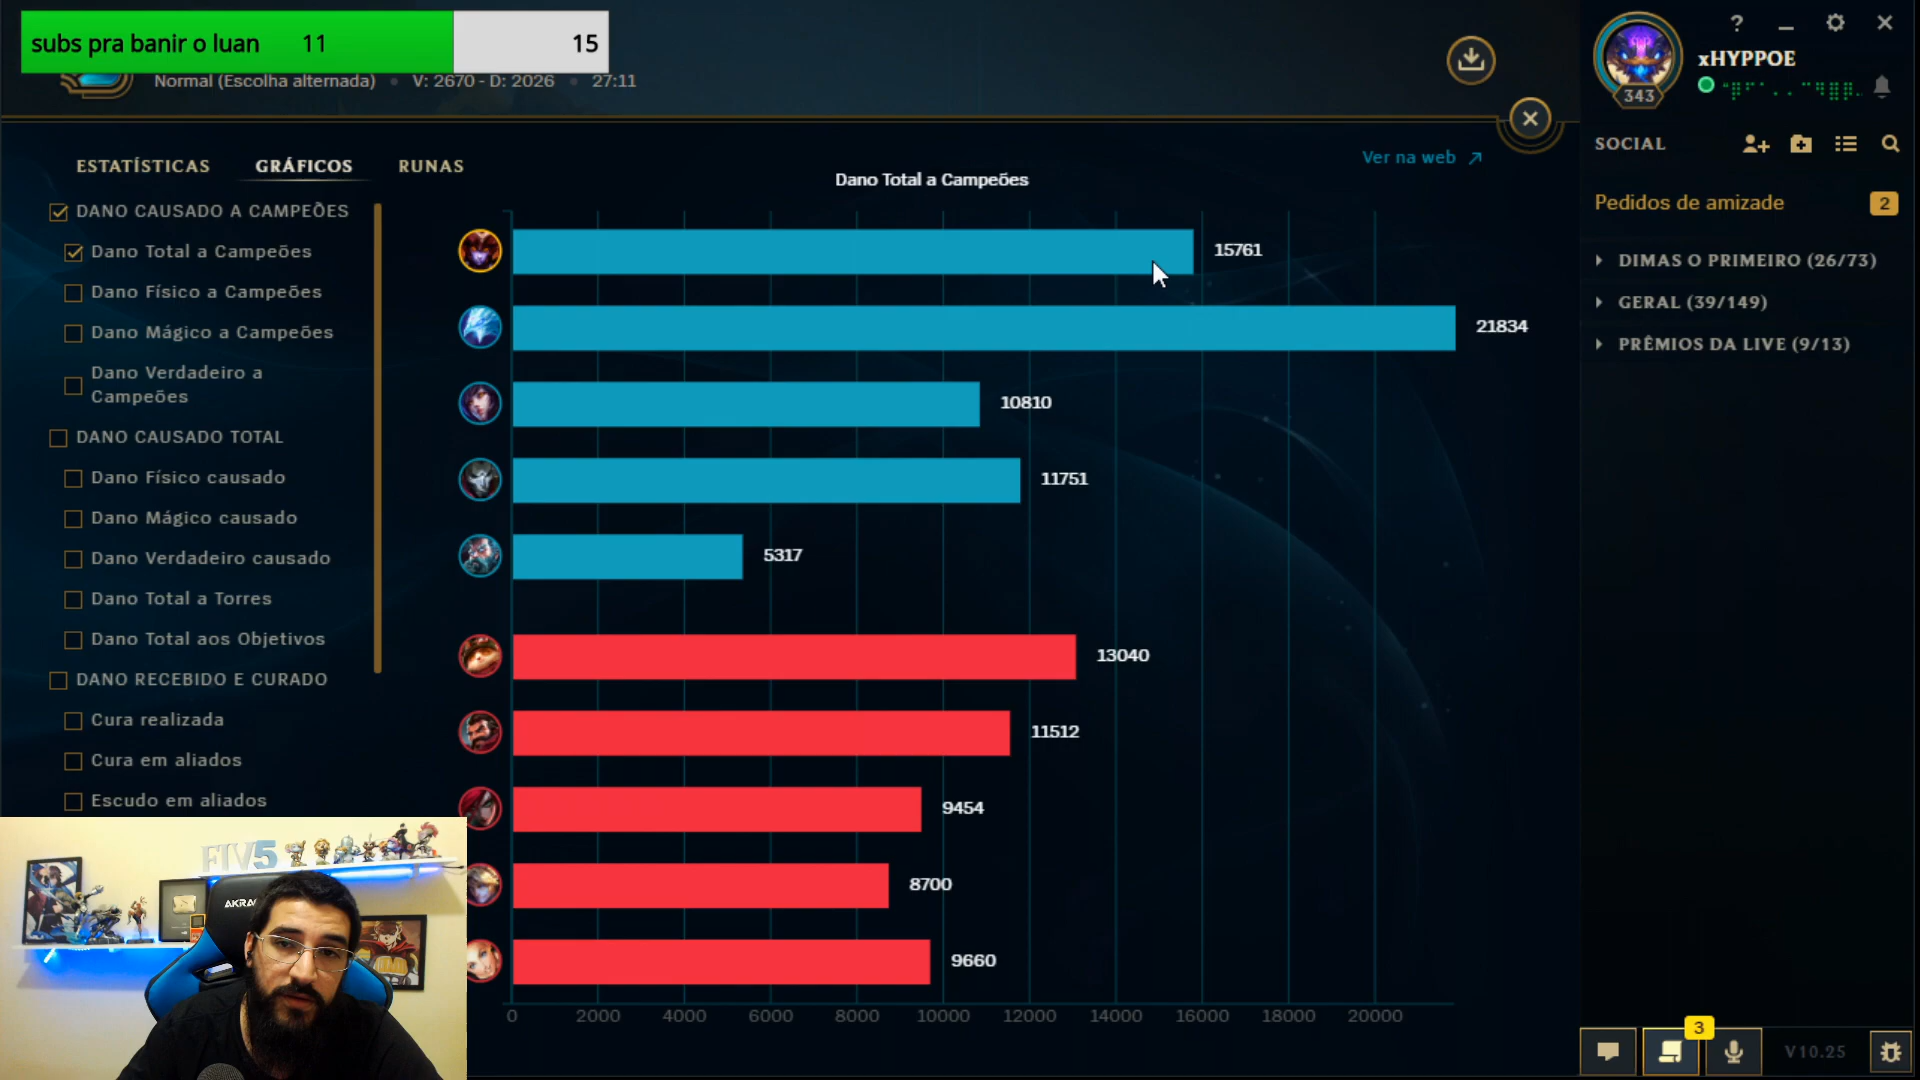 subs pra banir o luan 11 15
Normal (Escolha alternada) • V: 2670 - D: 2026 • 27:11
?
xHYPPOE
343
ESTATÍSTICAS
GRÁFICOS
RUNAS
Ver na web
SOCIAL
Pedidos de amizade 2
DIMAS O PRIMEIRO (26/73)
GERAL (39/149)
PRÊMIOS DA LIVE (9/13)
DANO CAUSADO A CAMPEÕES
Dano Total a Campeões
Dano Físico a Campeões
Dano Mágico a Campeões
Dano Verdadeiro a
Campeões
DANO CAUSADO TOTAL
Dano Físico causado
Dano Mágico causado
Dano Verdadeiro causado
Dano Total a Torres
Dano Total aos Objetivos
DANO RECEBIDO E CURADO
Cura realizada
Cura em aliados
Escudo em aliados
Dano Total a Campeões
15761
21834
10810
11751
5317
13040
11512
9454
8700
9660
0 2000 4000 6000 8000 10000 12000 14000 16000 18000 20000
FIV5
3
V10.25